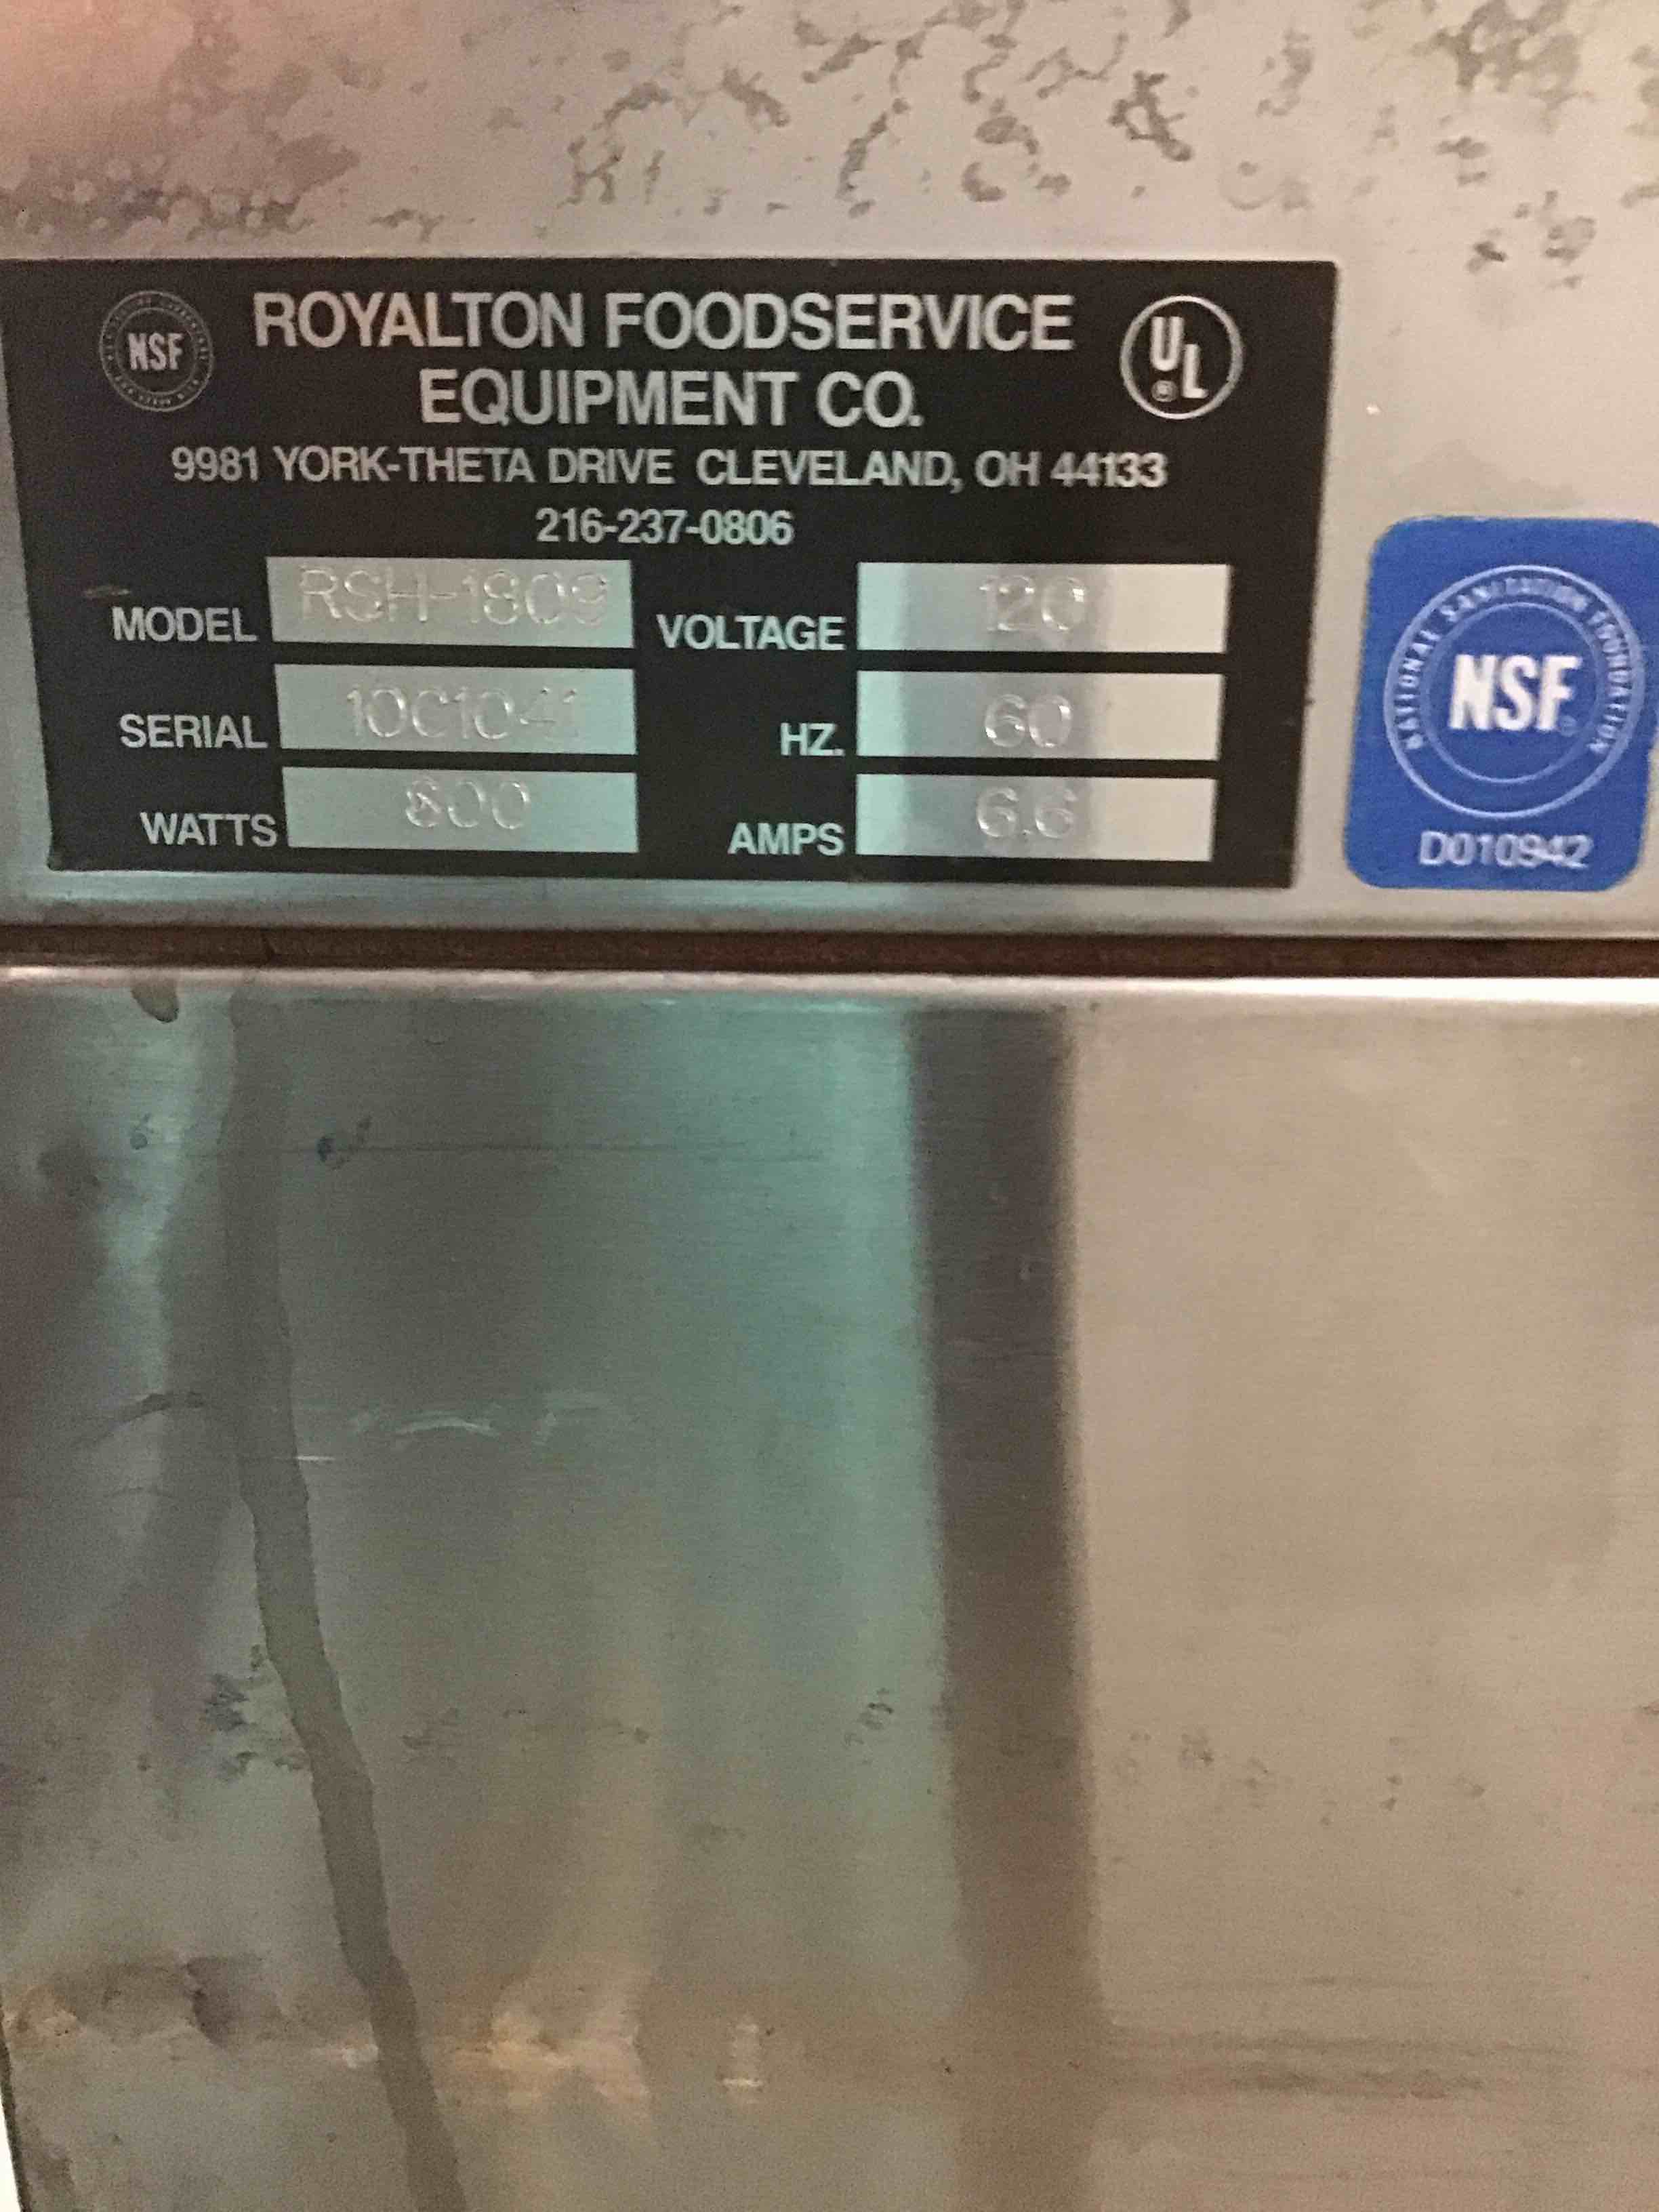 NSF
ROYALTON FOODSERVICE
EQUIPMENT CO.
UL
®
9981 YORK-THETA DRIVE CLEVELAND, OH 44133
216-237-0806
MODEL RSH-1809 VOLTAGE 120
SERIAL 10C1041 HZ. 60
WATTS 800 AMPS 6.6
NATIONAL SANITATION FOUNDATION
NSF®
D010942